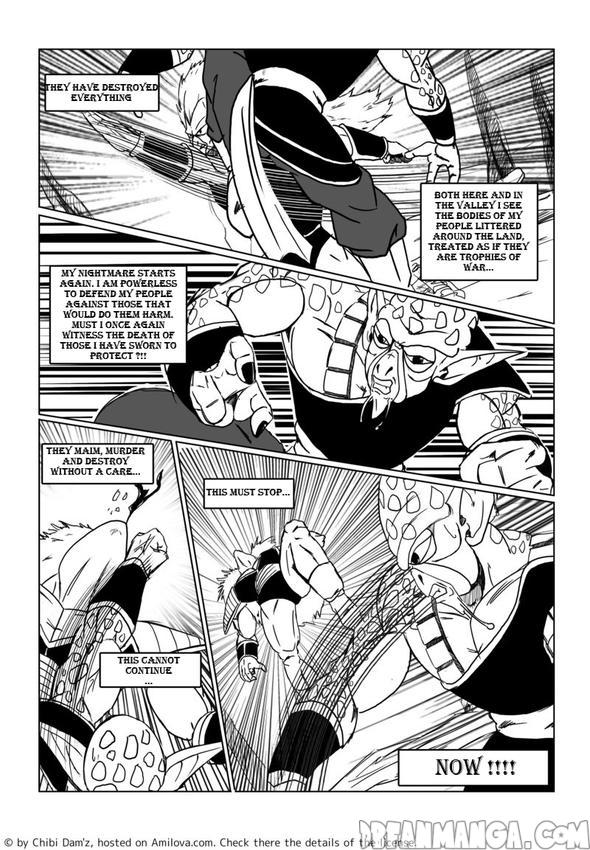 THEY HAVE DESTROYED
EVERYTHING
BOTH HERE AND IN
THE VALLEY I SEE
THE BODIES OF MY
PEOPLE LITTERED
AROUND THE LAND,
TREATED AS IF THEY
ARE TROPHIES OF
WAR...
MY NIGHTMARE STARTS
AGAIN. I AM POWERLESS
TO DEFEND MY PEOPLE
AGAINST THOSE THAT
WOULD DO THEM HARM.
MUST I ONCE AGAIN
WITNESS THE DEATH OF
THOSE I HAVE SWORN TO
PROTECT ?!!
THEY MAIM, MURDER
AND DESTROY
WITHOUT A CARE...
THIS MUST STOP...
THIS CANNOT
CONTINUE
...
NOW !!!!
© by Chibi Dam'z, hosted on Amilova.com. Check there the details of the license.
DREANMANGA.COM